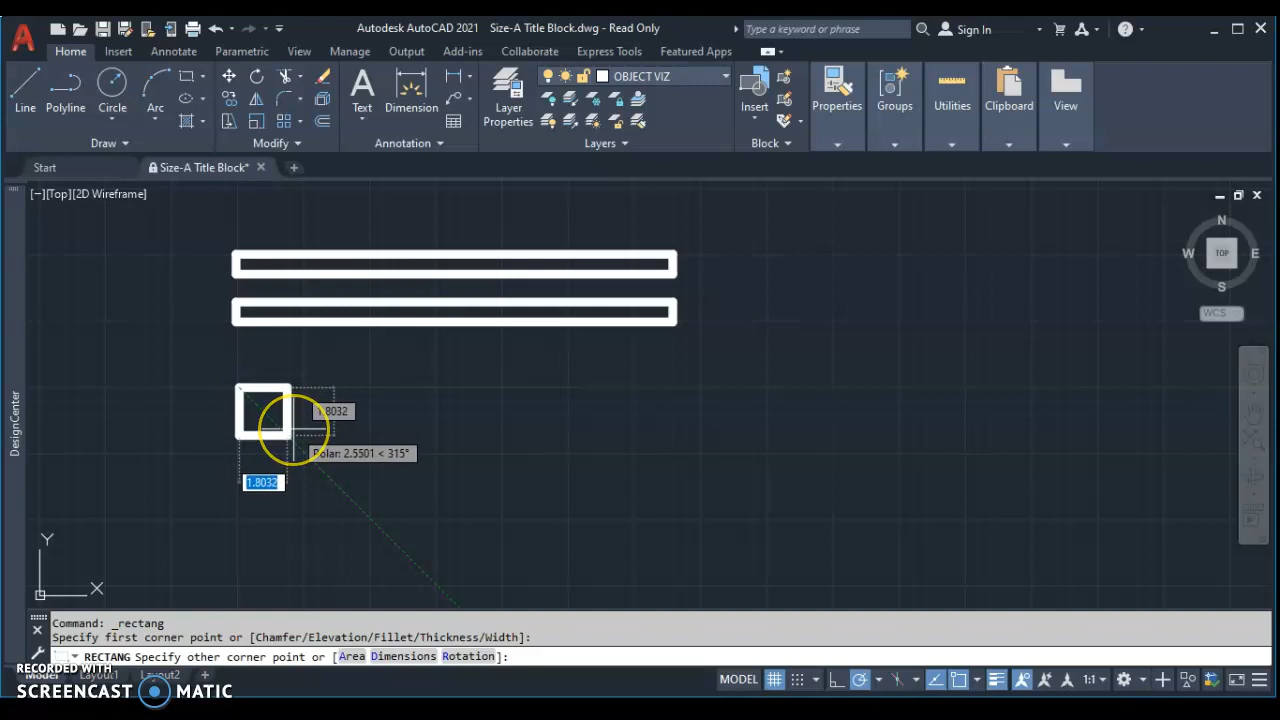 Autodesk AutoCAD 2021 Size-A Title Block.dwg - Read Only
Type a keyword or phrase
Sign In
Home Insert Annotate Parametric View Manage Output Add-ins Collaborate Express Tools Featured Apps
A
OBJECT VIZ
Line Polyline Circle Arc
Text Dimension
Layer Properties
Insert
Properties Groups Utilities Clipboard View
Draw Modify Annotation Layers Block
Start Size-A Title Block*
[−][Top][2D Wireframe]
N
W TOP E
S
WCS
1.8032
Polar: 2.5501 < 315°
1.8032
DesignCenter
Y
X
Command: _rectang
Specify first corner point or [Chamfer/Elevation/Fillet/Thickness/Width]:
RECTANG Specify other corner point or [Area Dimensions Rotation]:
RECORDED WITH
SCREENCAST MATIC
Model Layout1 Layout2 +
MODEL 1:1